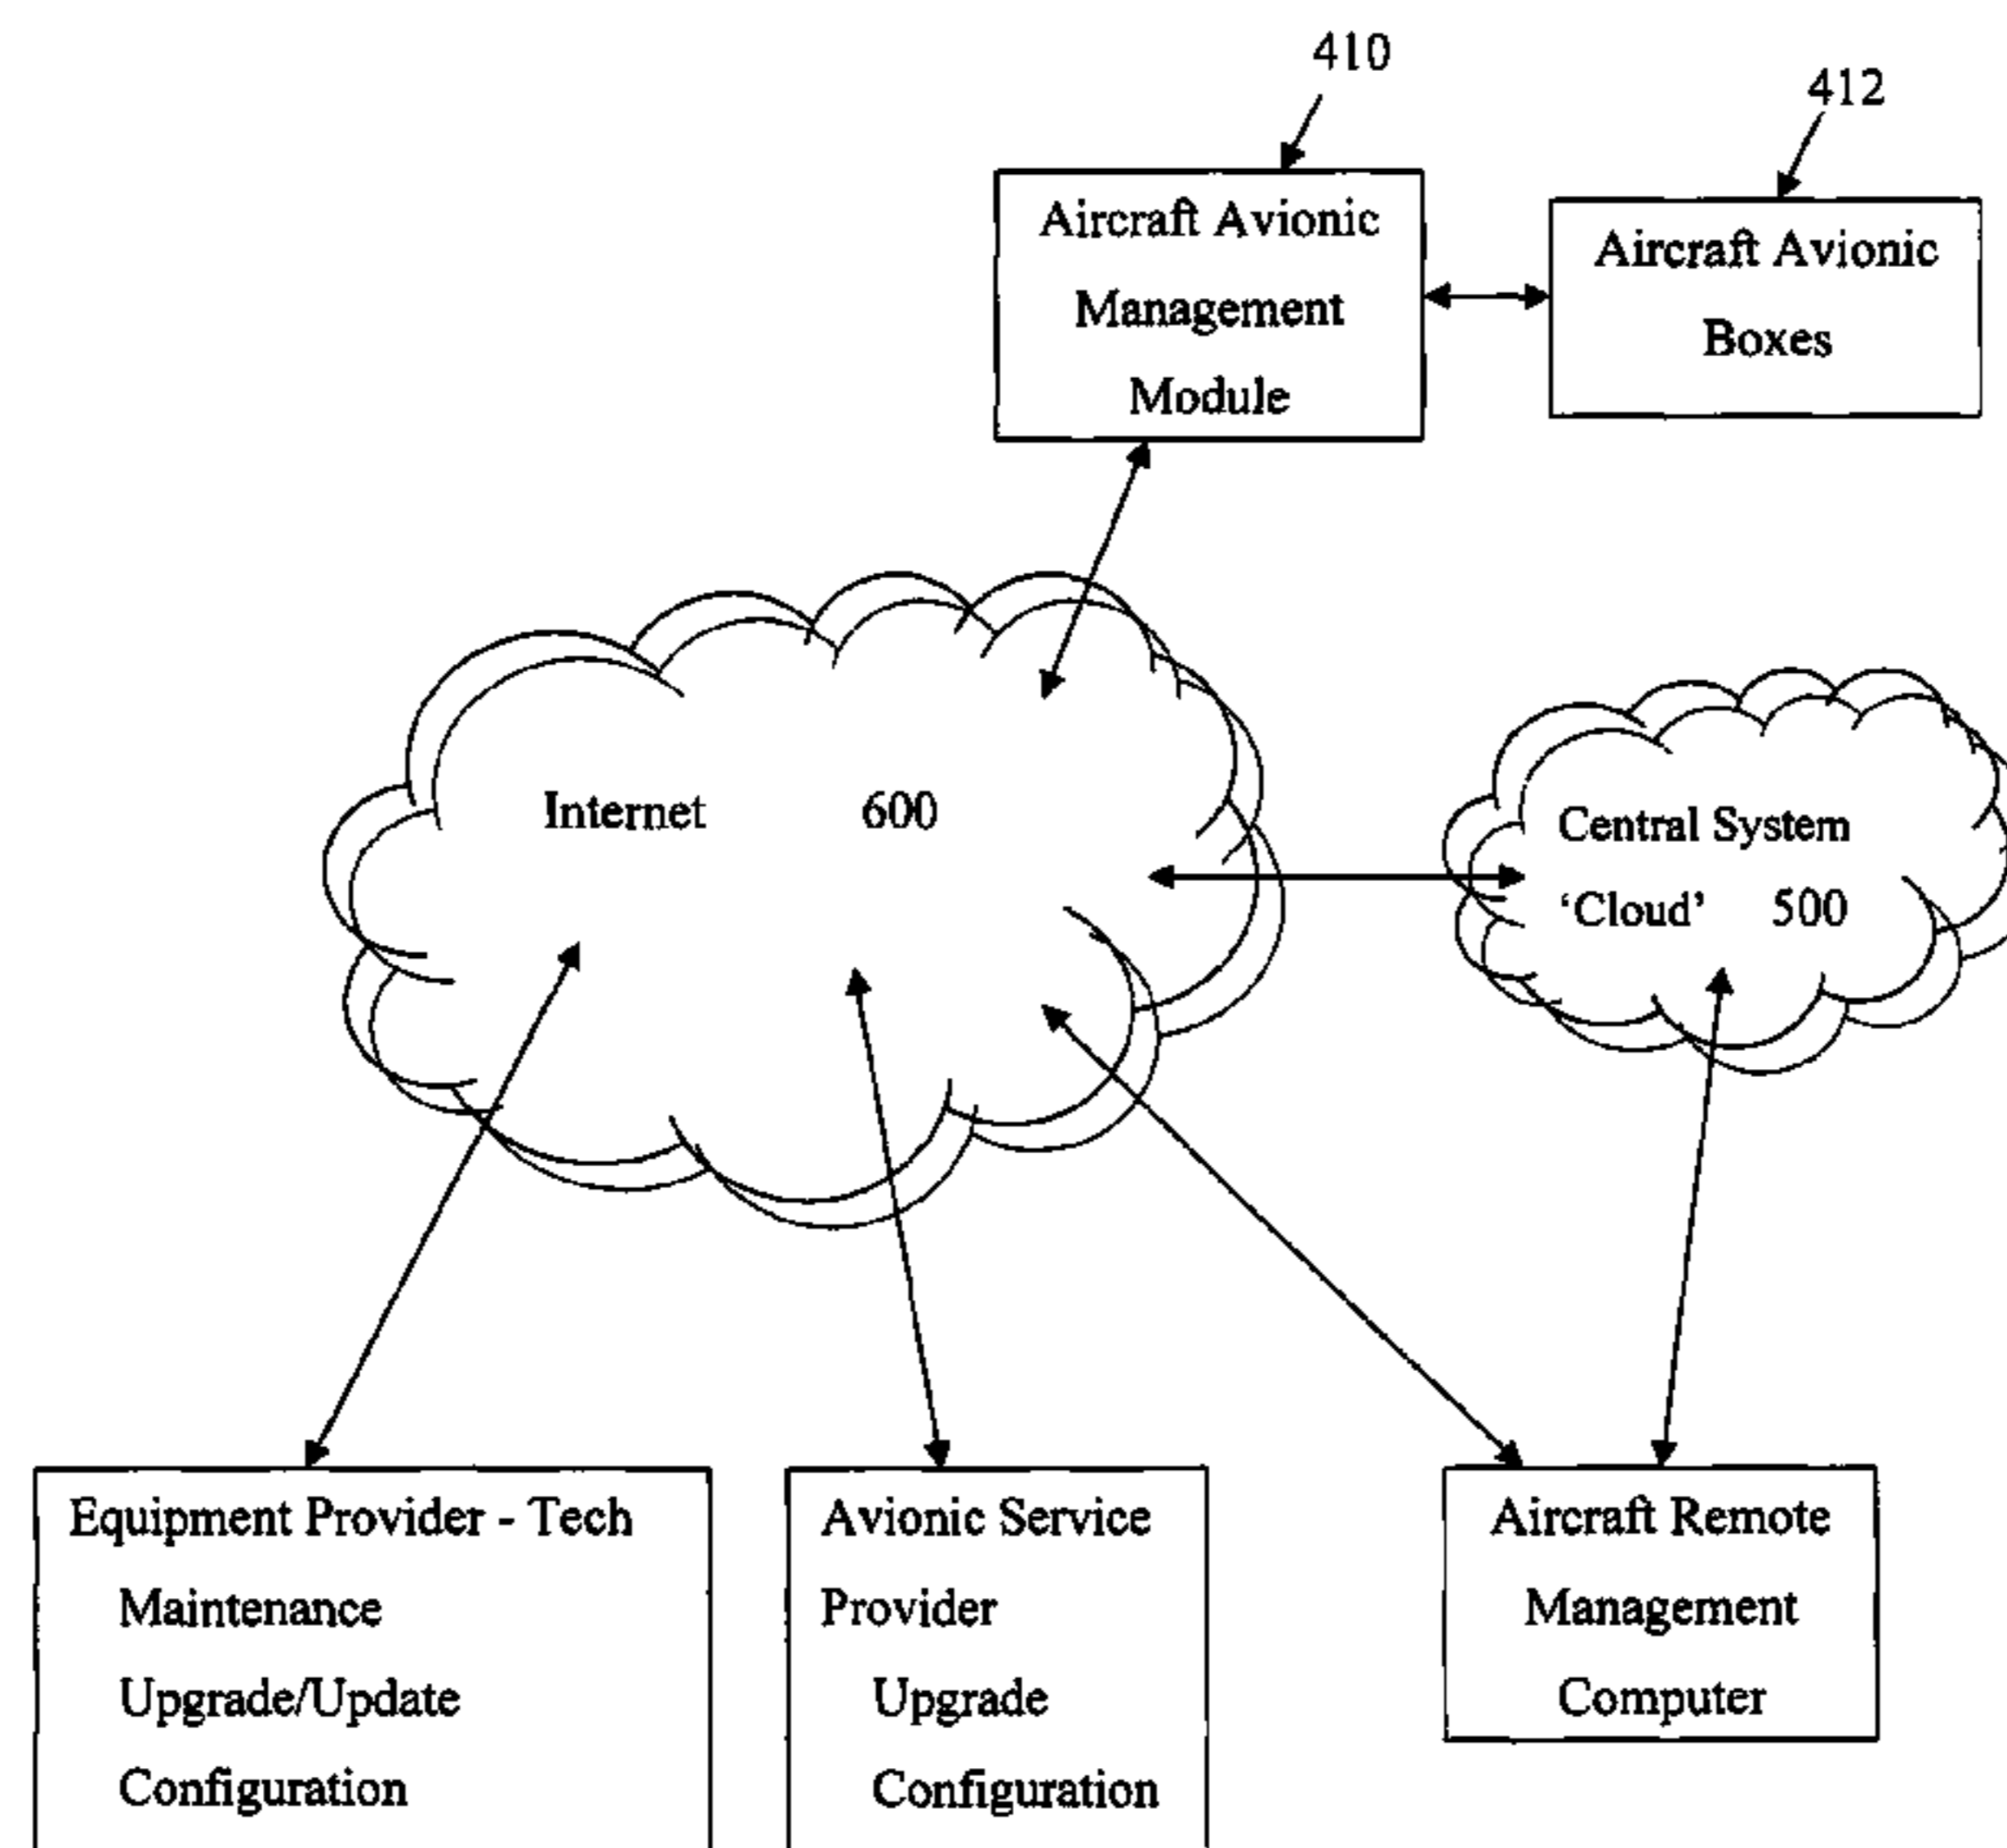 410
412
Aircraft Avionic
Management
Module
Aircraft Avionic
Boxes
Internet 600
Central System
‘Cloud’ 500
Equipment Provider - Tech
Maintenance
Upgrade/Update
Configuration
Avionic Service
Provider
Upgrade
Configuration
Aircraft Remote
Management
Computer